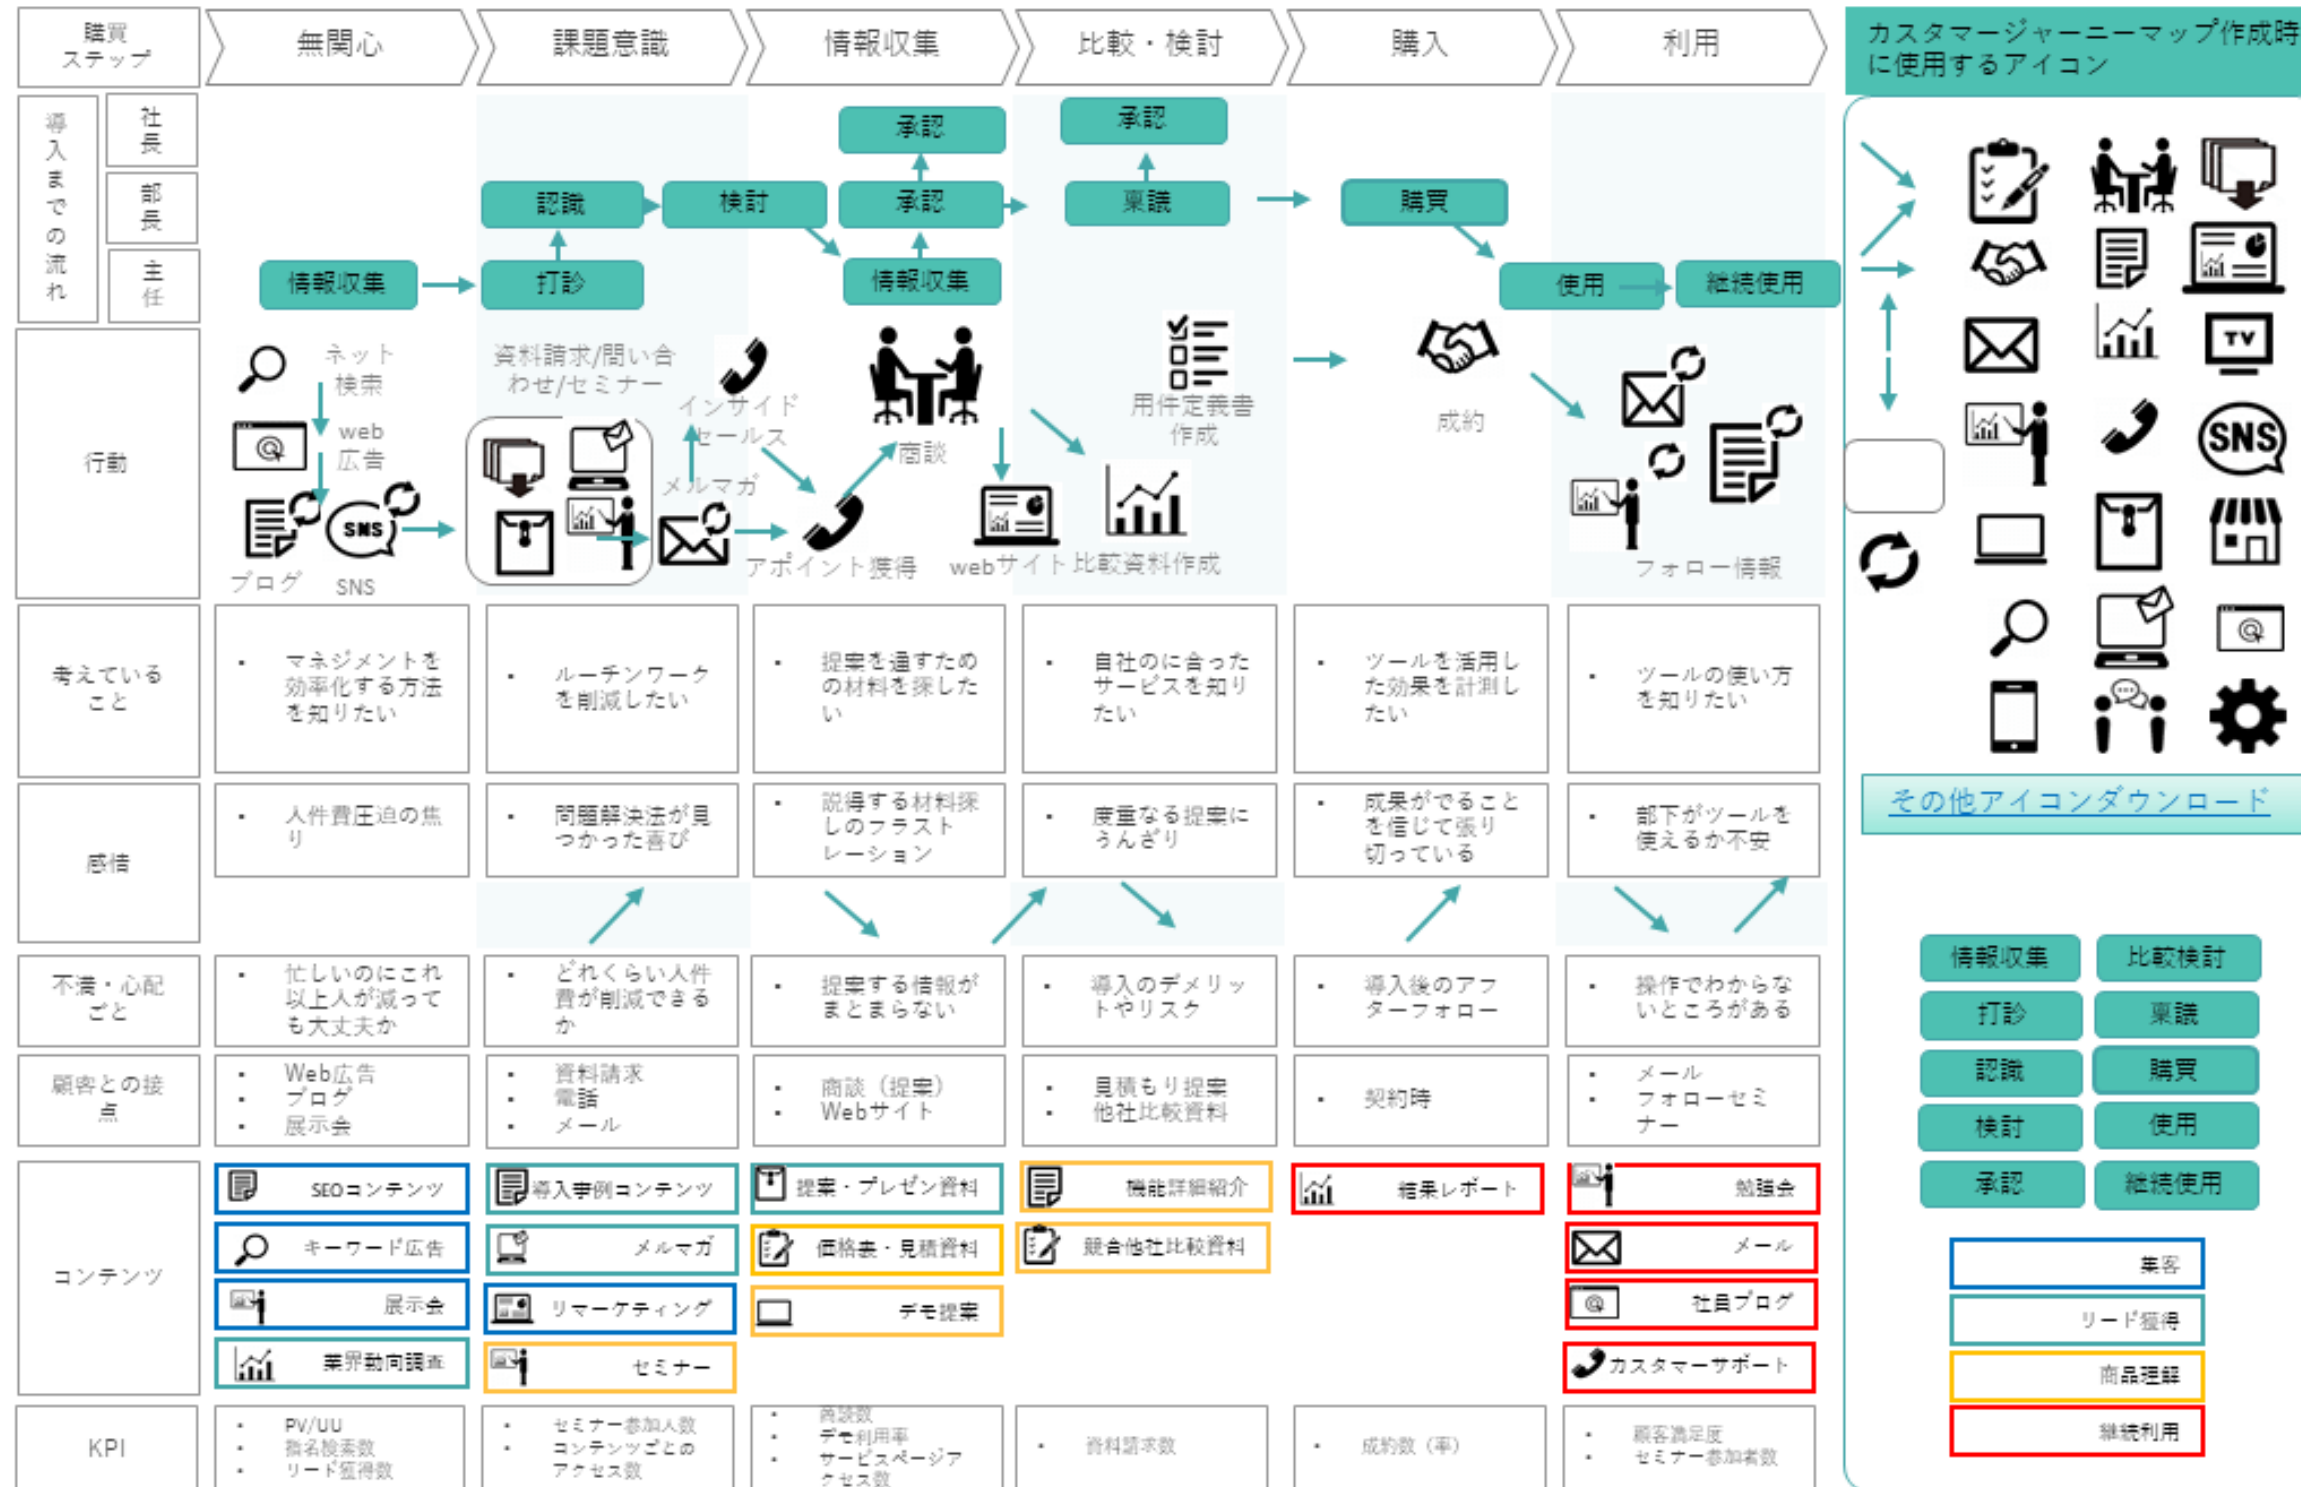 購買
ステップ
無関心
課題意識
情報収集
比較・検討
購入
利用
導入までの流れ
社長
部長
主任
承認
承認
認識
検討
承認
稟議
購買
情報収集
打診
情報収集
使用
継続使用
行動
ネット
検索
web
広告
ブログ
SNS
SNS
資料請求/問い合
わせ/セミナー
インサイド
セールス
メルマガ
アポイント獲得
商談
webサイト
比較資料作成
用件定義書
作成
成約
フォロー情報
考えている
こと
・ マネジメントを
効率化する方法
を知りたい
・ ルーチンワーク
を削減したい
・ 提案を通すため
の材料を探した
い
・ 自社のに合った
サービスを知り
たい
・ ツールを活用し
た効果を計測し
たい
・ ツールの使い方
を知りたい
感情
・ 人件費圧迫の焦
り
・ 問題解決法が見
つかった喜び
・ 説得する材料探
しのフラスト
レーション
・ 度重なる提案に
うんざり
・ 成果がでること
を信じて張り
切っている
・ 部下がツールを
使えるか不安
不満・心配
ごと
・ 忙しいのにこれ
以上人が減って
も大丈夫か
・ どれくらい人件
費が削減できる
か
・ 提案する情報が
まとまらない
・ 導入のデメリッ
トやリスク
・ 導入後のアフ
ターフォロー
・ 操作でわからな
いところがある
顧客との接
点
・ Web広告
・ ブログ
・ 展示会
・ 資料請求
・ 電話
・ メール
・ 商談（提案）
・ Webサイト
・ 見積もり提案
・ 他社比較資料
・ 契約時
・ メール
・ フォローセミ
ナー
コンテンツ
SEOコンテンツ
キーワード広告
展示会
業界動向調査
導入事例コンテンツ
メルマガ
リマーケティング
セミナー
提案・プレゼン資料
価格表・見積資料
デモ提案
機能詳細紹介
競合他社比較資料
結果レポート
勉強会
メール
社員ブログ
カスタマーサポート
KPI
・ PV/UU
・ 指名検索数
・ リード獲得数
・ セミナー参加人数
・ コンテンツごとの
アクセス数
・ 商談数
・ デモ利用率
・ サービスページア
クセス数
・ 資料請求数
・ 成約数（率）
・ 顧客満足度
・ セミナー参加者数
カスタマージャーニーマップ作成時
に使用するアイコン
TV
SNS
その他アイコンダウンロード
情報収集
比較検討
打診
稟議
認識
購買
検討
使用
承認
継続使用
集客
リード獲得
商品理解
継続利用